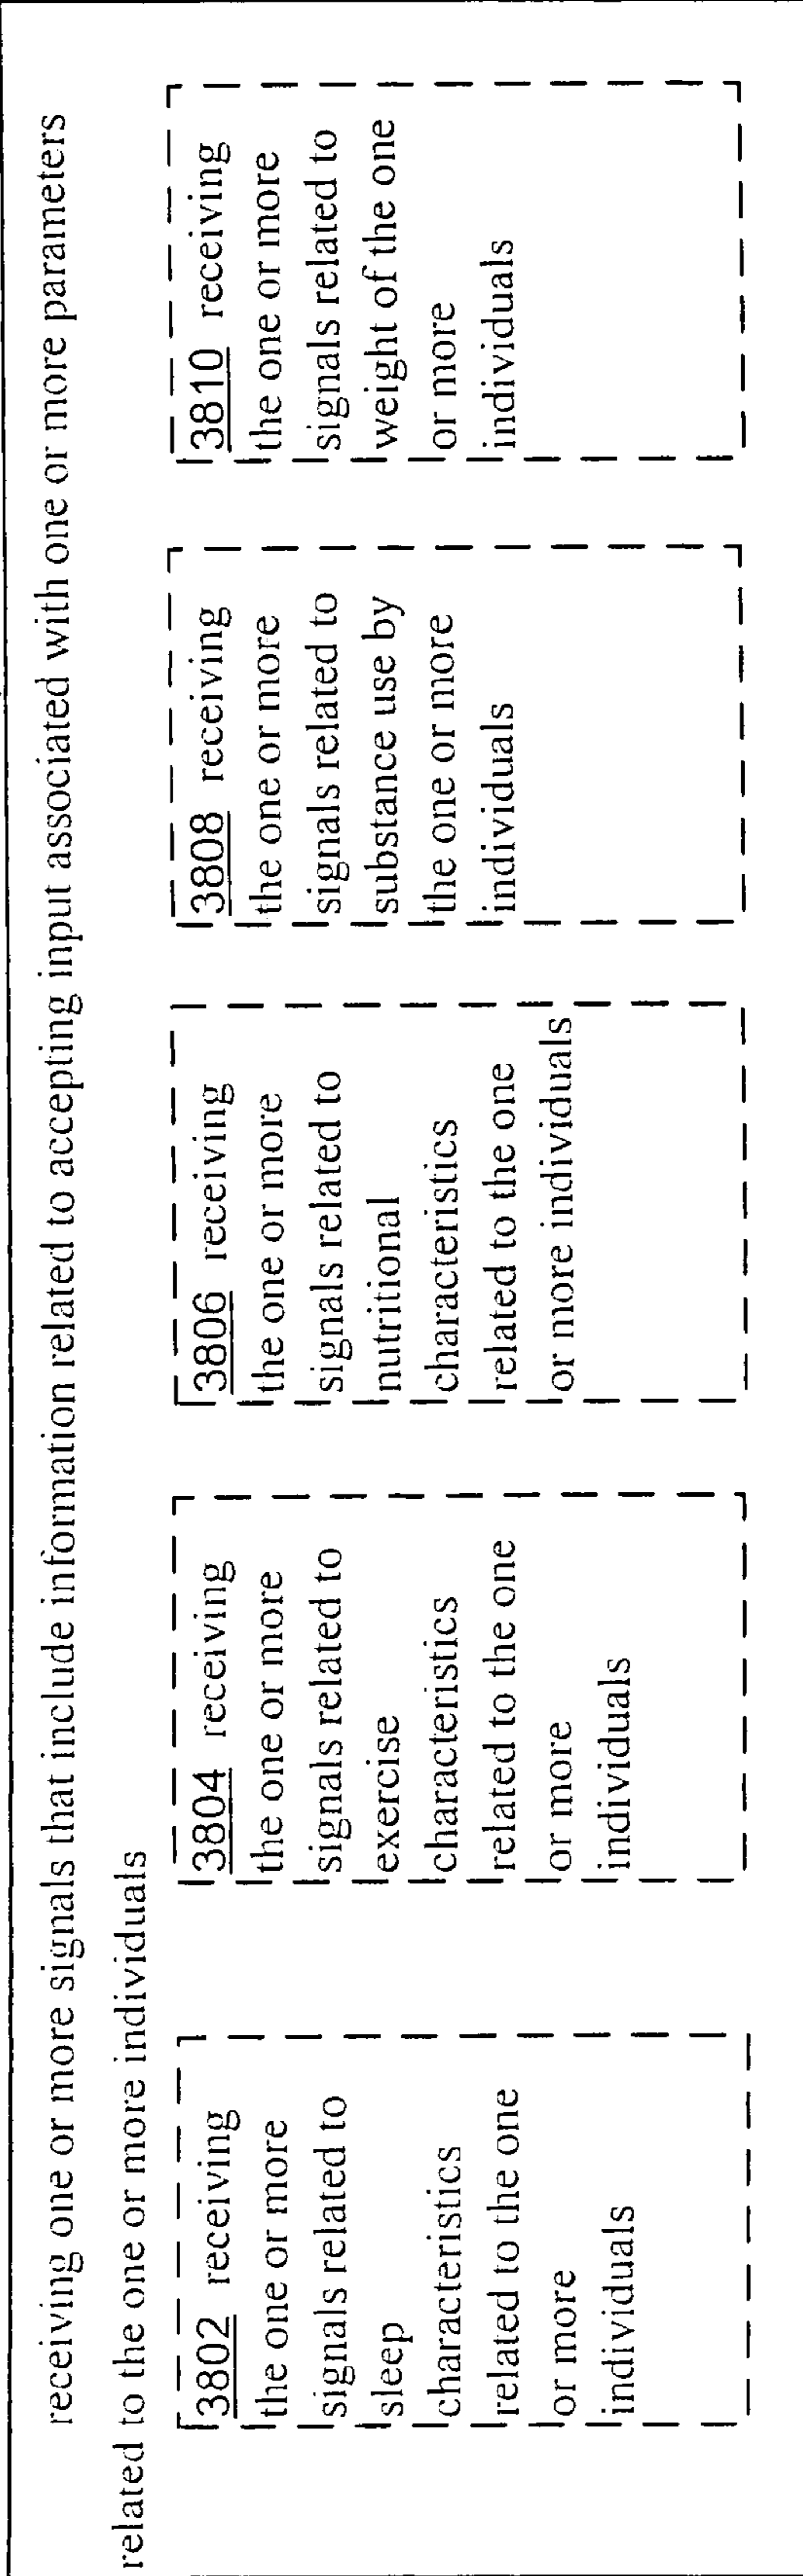 receiving one or more signals that include information related to accepting input associated with one or more parameters
related to the one or more individuals
3802 receiving
the one or more
signals related to
sleep
characteristics
related to the one
or more
individuals
3804 receiving
the one or more
signals related to
exercise
characteristics
related to the one
or more
individuals
3806 receiving
the one or more
signals related to
nutritional
characteristics
related to the one
or more individuals
3808 receiving
the one or more
signals related to
substance use by
the one or more
individuals
3810 receiving
the one or more
signals related to
weight of the one
or more
individuals